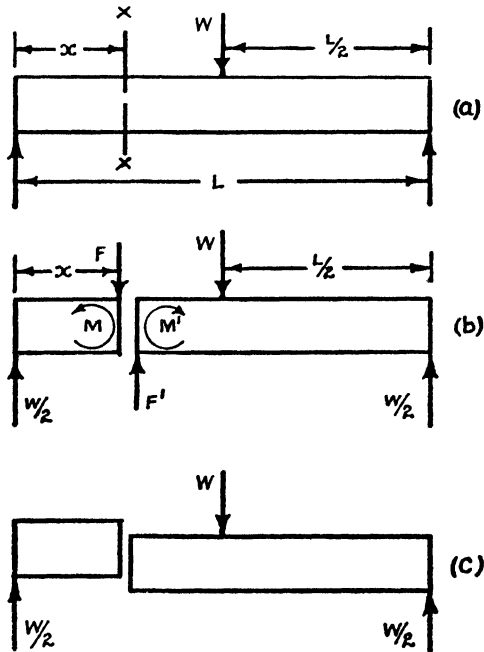 X
x W L/2
(a)
X
L
F W
x L/2
M M' (b)
W/2 F' W/2
W
(C)
W/2 W/2